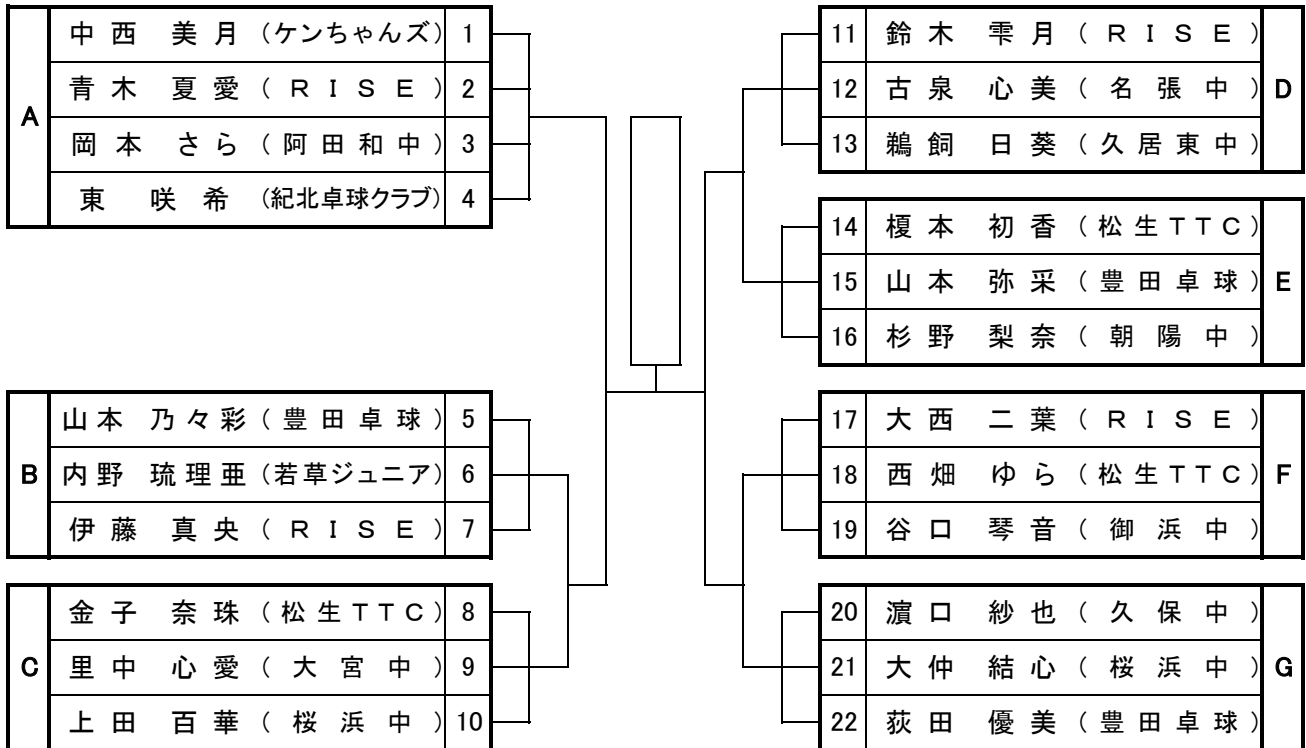 A
中西 美月 (ケンちゃんズ) 1
青木 夏愛 (RISE) 2
岡本 さら (阿田和中) 3
東 咲希 (紀北卓球クラブ) 4
B
山本 乃々彩 (豊田卓球) 5
内野 琉理亜 (若草ジュニア) 6
伊藤 真央 (RISE) 7
C
金子 奈珠 (松生TTC) 8
里中 心愛 (大宮中) 9
上田 百華 (桜浜中) 10
11 鈴木 雫月 (RISE)
12 古泉 心美 (名張中)
13 鵜飼 日葵 (久居東中)
D
14 榎本 初香 (松生TTC)
15 山本 弥采 (豊田卓球)
16 杉野 梨奈 (朝陽中)
E
17 大西 二葉 (RISE)
18 西畑 ゆら (松生TTC)
19 谷口 琴音 (御浜中)
F
20 濵口 紗也 (久保中)
21 大仲 結心 (桜浜中)
22 荻田 優美 (豊田卓球)
G